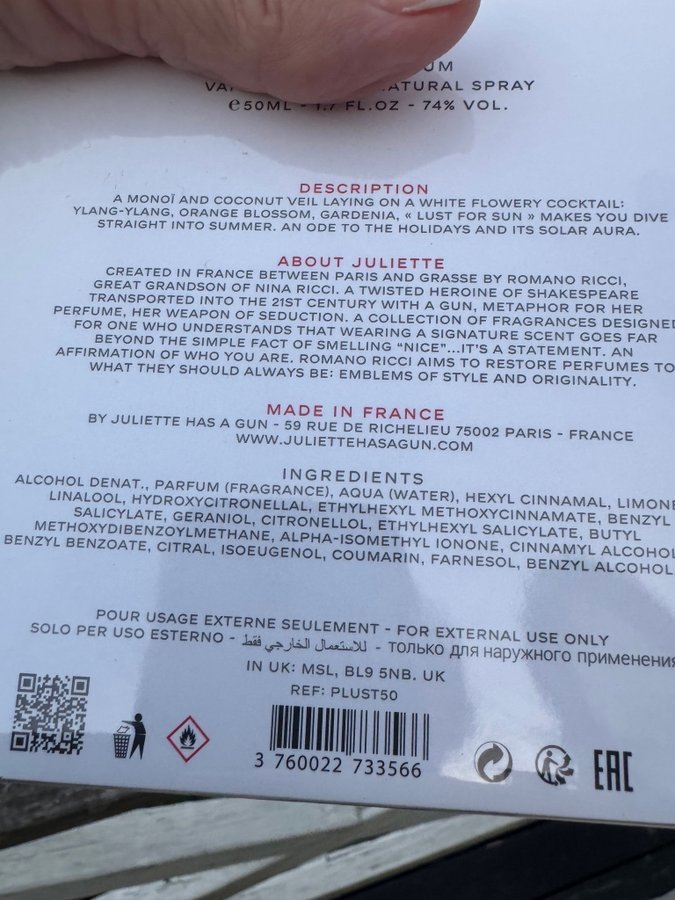 UM
VA ATURAL SPRAY
℮50ML - 1.7 FL.OZ - 74% VOL.
DESCRIPTION
A MONOÏ AND COCONUT VEIL LAYING ON A WHITE FLOWERY COCKTAIL:
YLANG-YLANG, ORANGE BLOSSOM, GARDENIA, « LUST FOR SUN » MAKES YOU DIVE
STRAIGHT INTO SUMMER. AN ODE TO THE HOLIDAYS AND ITS SOLAR AURA.
ABOUT JULIETTE
CREATED IN FRANCE BETWEEN PARIS AND GRASSE BY ROMANO RICCI,
GREAT GRANDSON OF NINA RICCI. A TWISTED HEROINE OF SHAKESPEARE
TRANSPORTED INTO THE 21ST CENTURY WITH A GUN, METAPHOR FOR HER
PERFUME, HER WEAPON OF SEDUCTION. A COLLECTION OF FRAGRANCES DESIGNED
FOR ONE WHO UNDERSTANDS THAT WEARING A SIGNATURE SCENT GOES FAR
BEYOND THE SIMPLE FACT OF SMELLING “NICE”...IT'S A STATEMENT. AN
AFFIRMATION OF WHO YOU ARE. ROMANO RICCI AIMS TO RESTORE PERFUMES TO
WHAT THEY SHOULD ALWAYS BE: EMBLEMS OF STYLE AND ORIGINALITY.
MADE IN FRANCE
BY JULIETTE HAS A GUN - 59 RUE DE RICHELIEU 75002 PARIS - FRANCE
WWW.JULIETTEHASAGUN.COM
INGREDIENTS
ALCOHOL DENAT., PARFUM (FRAGRANCE), AQUA (WATER), HEXYL CINNAMAL, LIMONE
LINALOOL, HYDROXYCITRONELLAL, ETHYLHEXYL METHOXYCINNAMATE, BENZYL
SALICYLATE, GERANIOL, CITRONELLOL, ETHYLHEXYL SALICYLATE, BUTYL
METHOXYDIBENZOYLMETHANE, ALPHA-ISOMETHYL IONONE, CINNAMYL ALCOHOL
BENZYL BENZOATE, CITRAL, ISOEUGENOL, COUMARIN, FARNESOL, BENZYL ALCOHOL.
POUR USAGE EXTERNE SEULEMENT - FOR EXTERNAL USE ONLY
SOLO PER USO ESTERNO - للاستعمال الخارجي فقط - только для наружного применения
IN UK: MSL, BL9 5NB. UK
REF: PLUST50
3 760022 733566
EAC